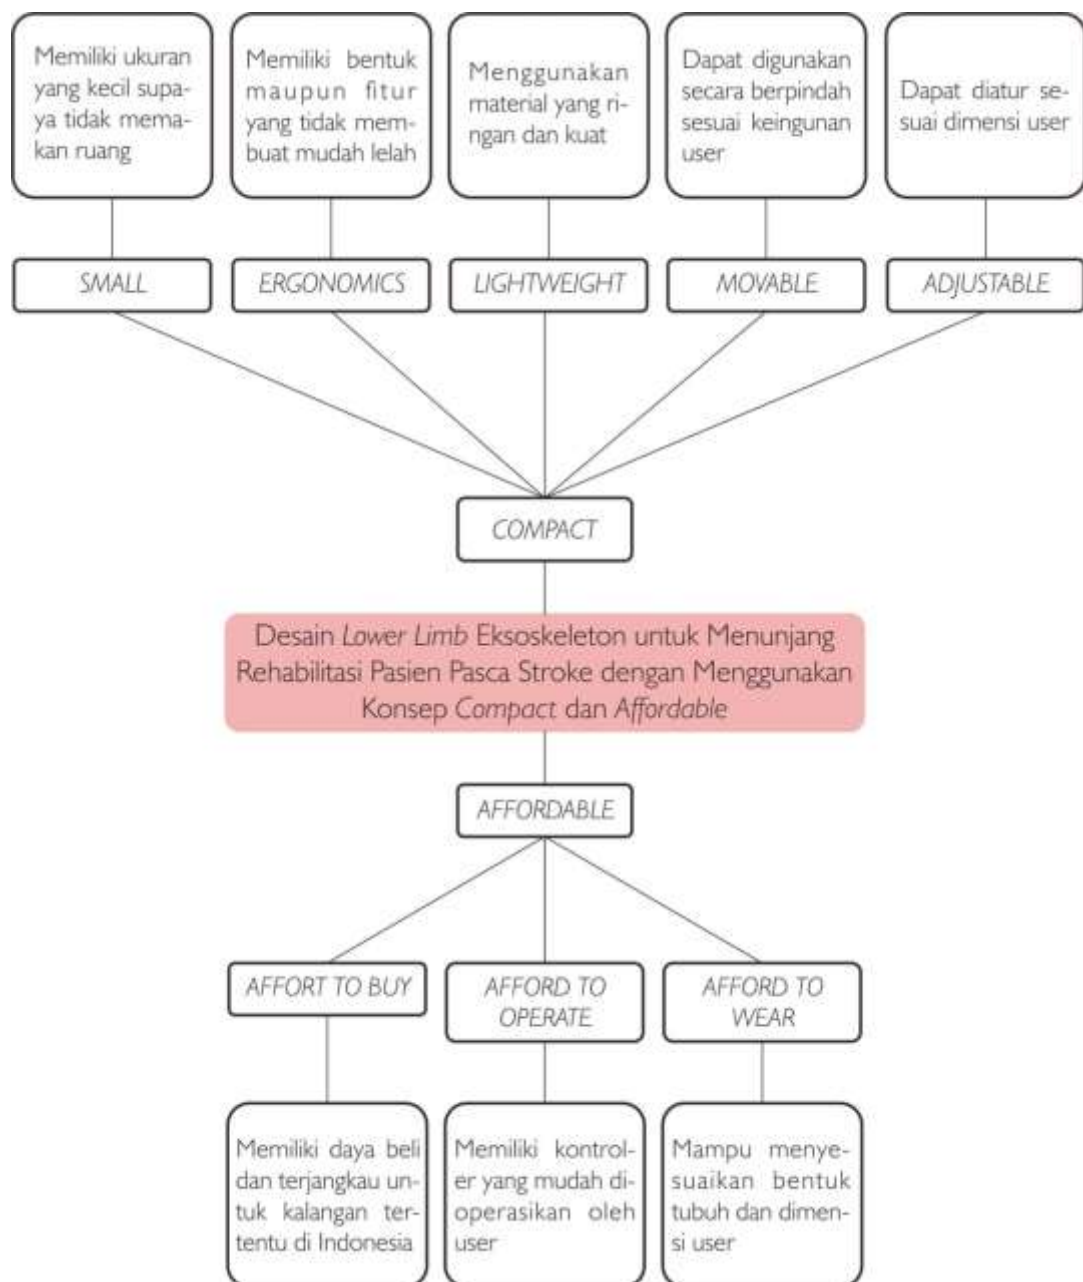 Memiliki ukuran
yang kecil supa-
ya tidak mema-
kan ruang
Memiliki bentuk
maupun fitur
yang tidak mem-
buat mudah lelah
Menggunakan
material yang ri-
ngan dan kuat
Dapat digunakan
secara berpindah
sesuai keingunan
user
Dapat diatur se-
suai dimensi user
SMALL
ERGONOMICS
LIGHTWEIGHT
MOVABLE
ADJUSTABLE
COMPACT
Desain Lower Limb Eksoskeleton untuk Menunjang
Rehabilitasi Pasien Pasca Stroke dengan Menggunakan
Konsep Compact dan Affordable
AFFORDABLE
AFFORT TO BUY
AFFORD TO
OPERATE
AFFORD TO
WEAR
Memiliki daya beli
dan terjangkau un-
tuk kalangan ter-
tentu di Indonesia
Memiliki kontrol-
er yang mudah di-
operasikan oleh
user
Mampu menye-
suaikan bentuk
tubuh dan dimen-
si user